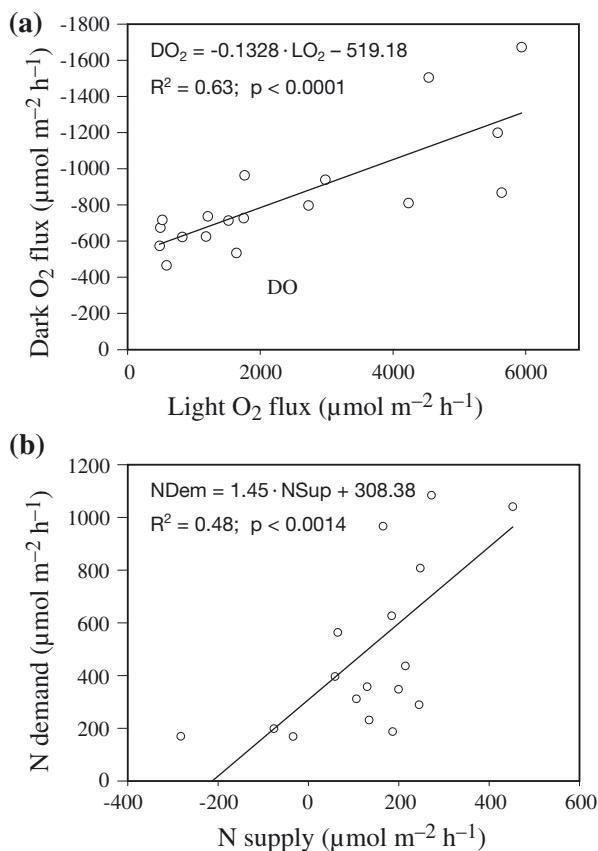 (a)
DO₂ = -0.1328 · LO₂ – 519.18
R² = 0.63; p < 0.0001
Dark O₂ flux (µmol m⁻² h⁻¹)
-1800
-1600
-1400
-1200
-1000
-800
-600
-400
-200
0
DO
0 2000 4000 6000
Light O₂ flux (µmol m⁻² h⁻¹)
(b)
NDem = 1.45 · NSup + 308.38
R² = 0.48; p < 0.0014
N demand (µmol m⁻² h⁻¹)
1200
1000
800
600
400
200
0
-400 -200 0 200 400 600
N supply (µmol m⁻² h⁻¹)